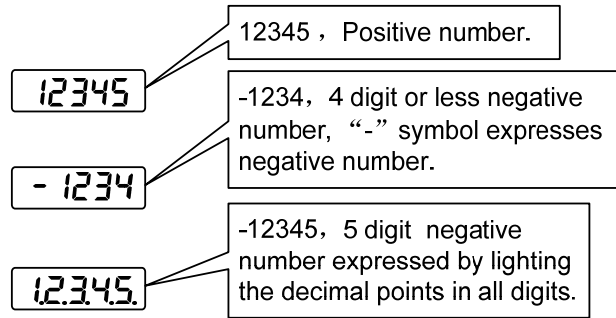 12345， Positive number.
12345
-1234， 4 digit or less negative
number, “-” symbol expresses
negative number.
- 1234
-12345， 5 digit negative
number expressed by lighting
the decimal points in all digits.
1.2.3.4.5.